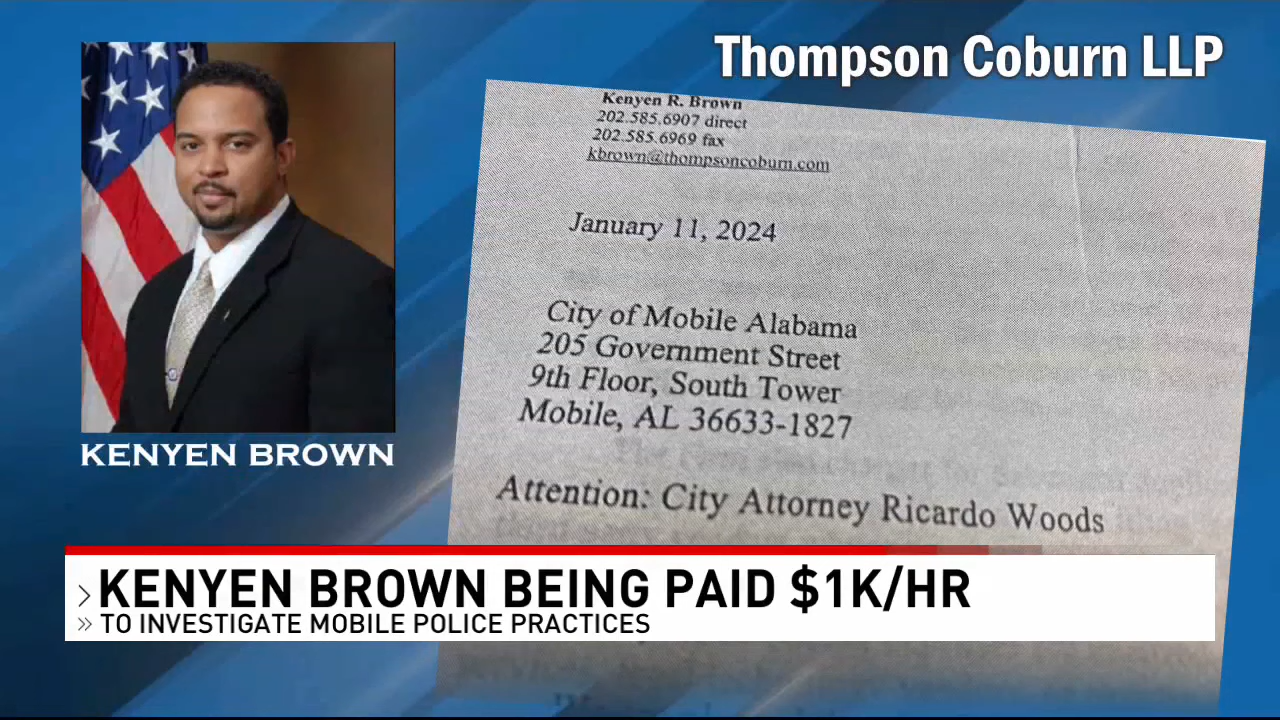 Thompson Coburn LLP
Kenyen R. Brown
202.585.6907 direct
202.585.6969 fax
kbrown@thompsoncoburn.com
January 11, 2024
City of Mobile Alabama
205 Government Street
9th Floor, South Tower
Mobile, AL 36633-1827
Attention: City Attorney Ricardo Woods
KENYEN BROWN
KENYEN BROWN BEING PAID $1K/HR
TO INVESTIGATE MOBILE POLICE PRACTICES